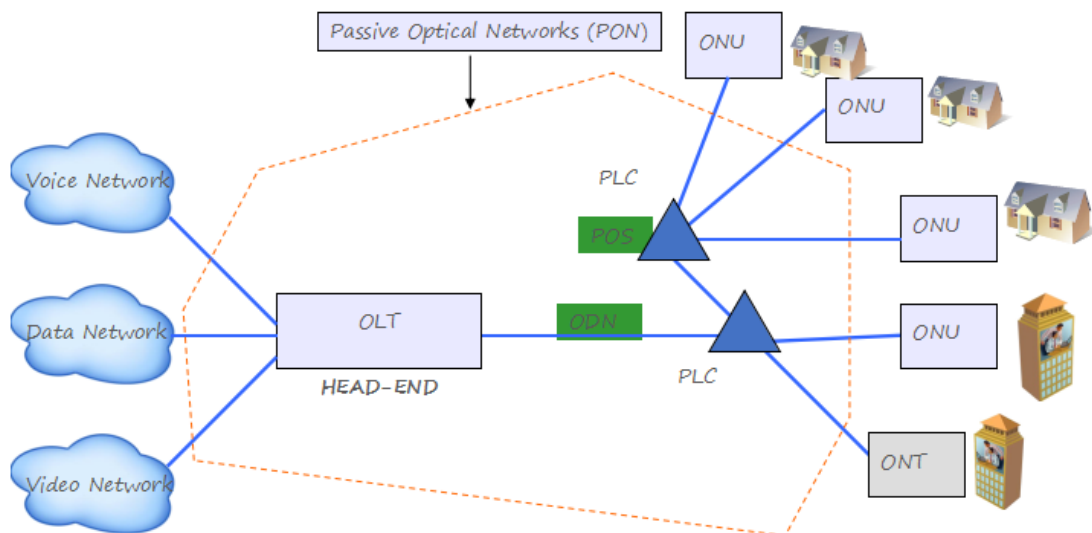 Passive Optical Networks (PON)
ONU
ONU
Voice Network
PLC
POS
ONU
Data Network
OLT
ODN
ONU
HEAD-END
PLC
Video Network
ONT